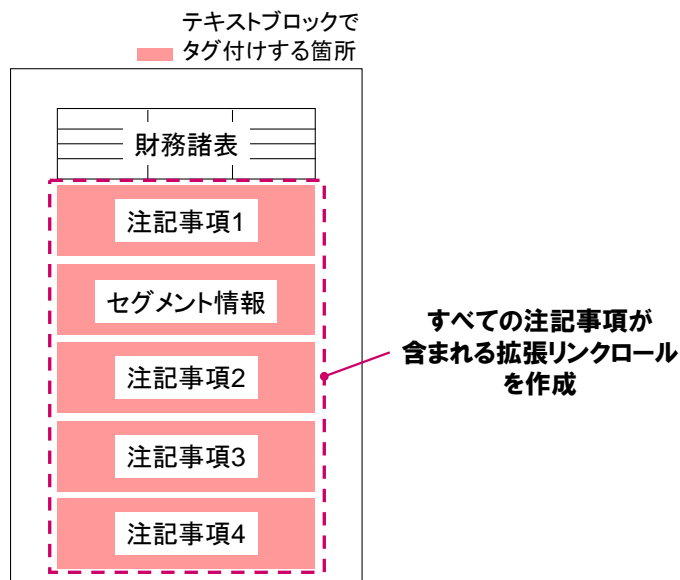 テキストブロックで
タグ付けする箇所
財務諸表
注記事項1
セグメント情報
注記事項2
注記事項3
注記事項4
すべての注記事項が
含まれる拡張リンクロール
を作成